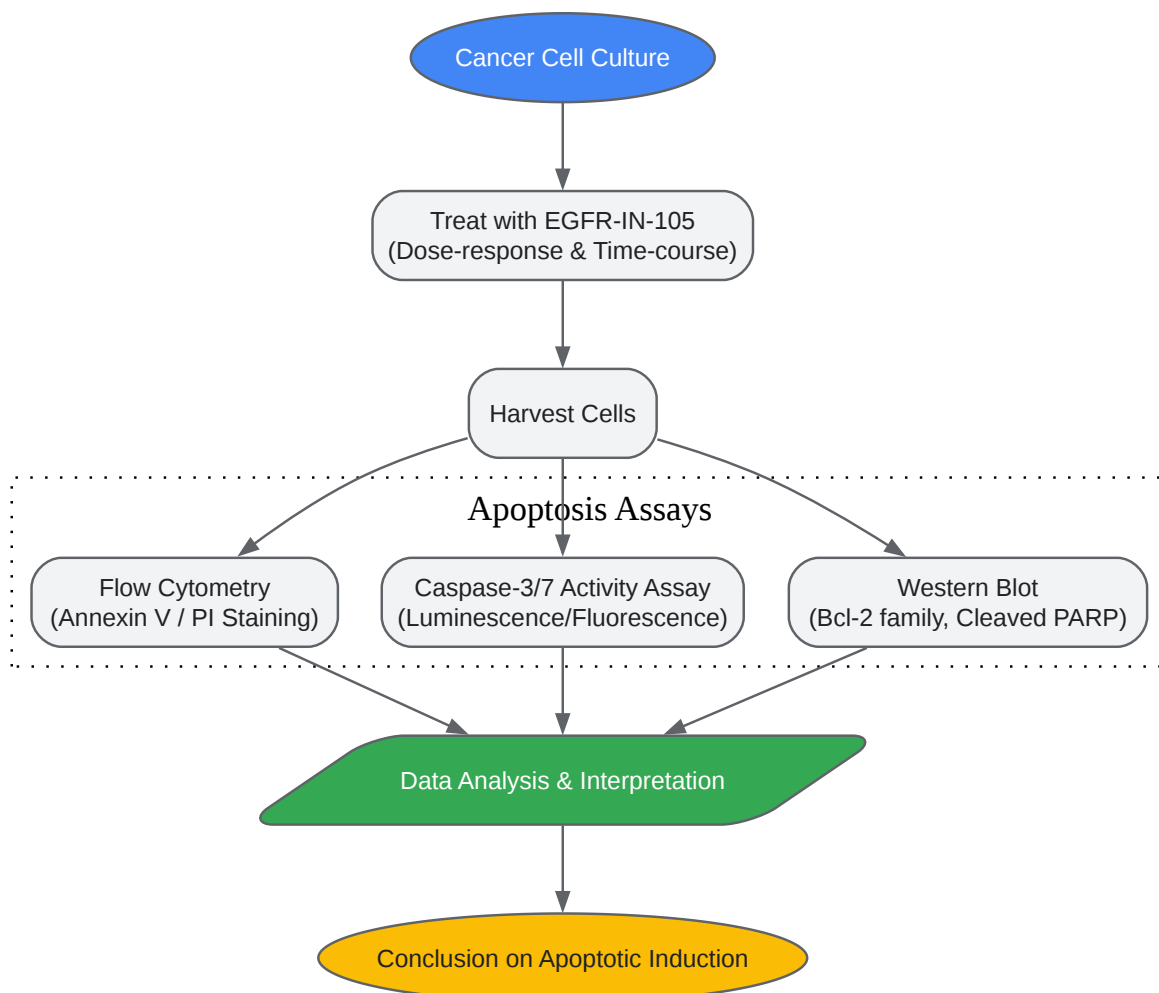 Cancer Cell Culture
Treat with EGFR-IN-105
(Dose-response & Time-course)
Harvest Cells
Apoptosis Assays
Flow Cytometry
(Annexin V / PI Staining)
Caspase-3/7 Activity Assay
(Luminescence/Fluorescence)
Western Blot
(Bcl-2 family, Cleaved PARP)
Data Analysis & Interpretation
Conclusion on Apoptotic Induction